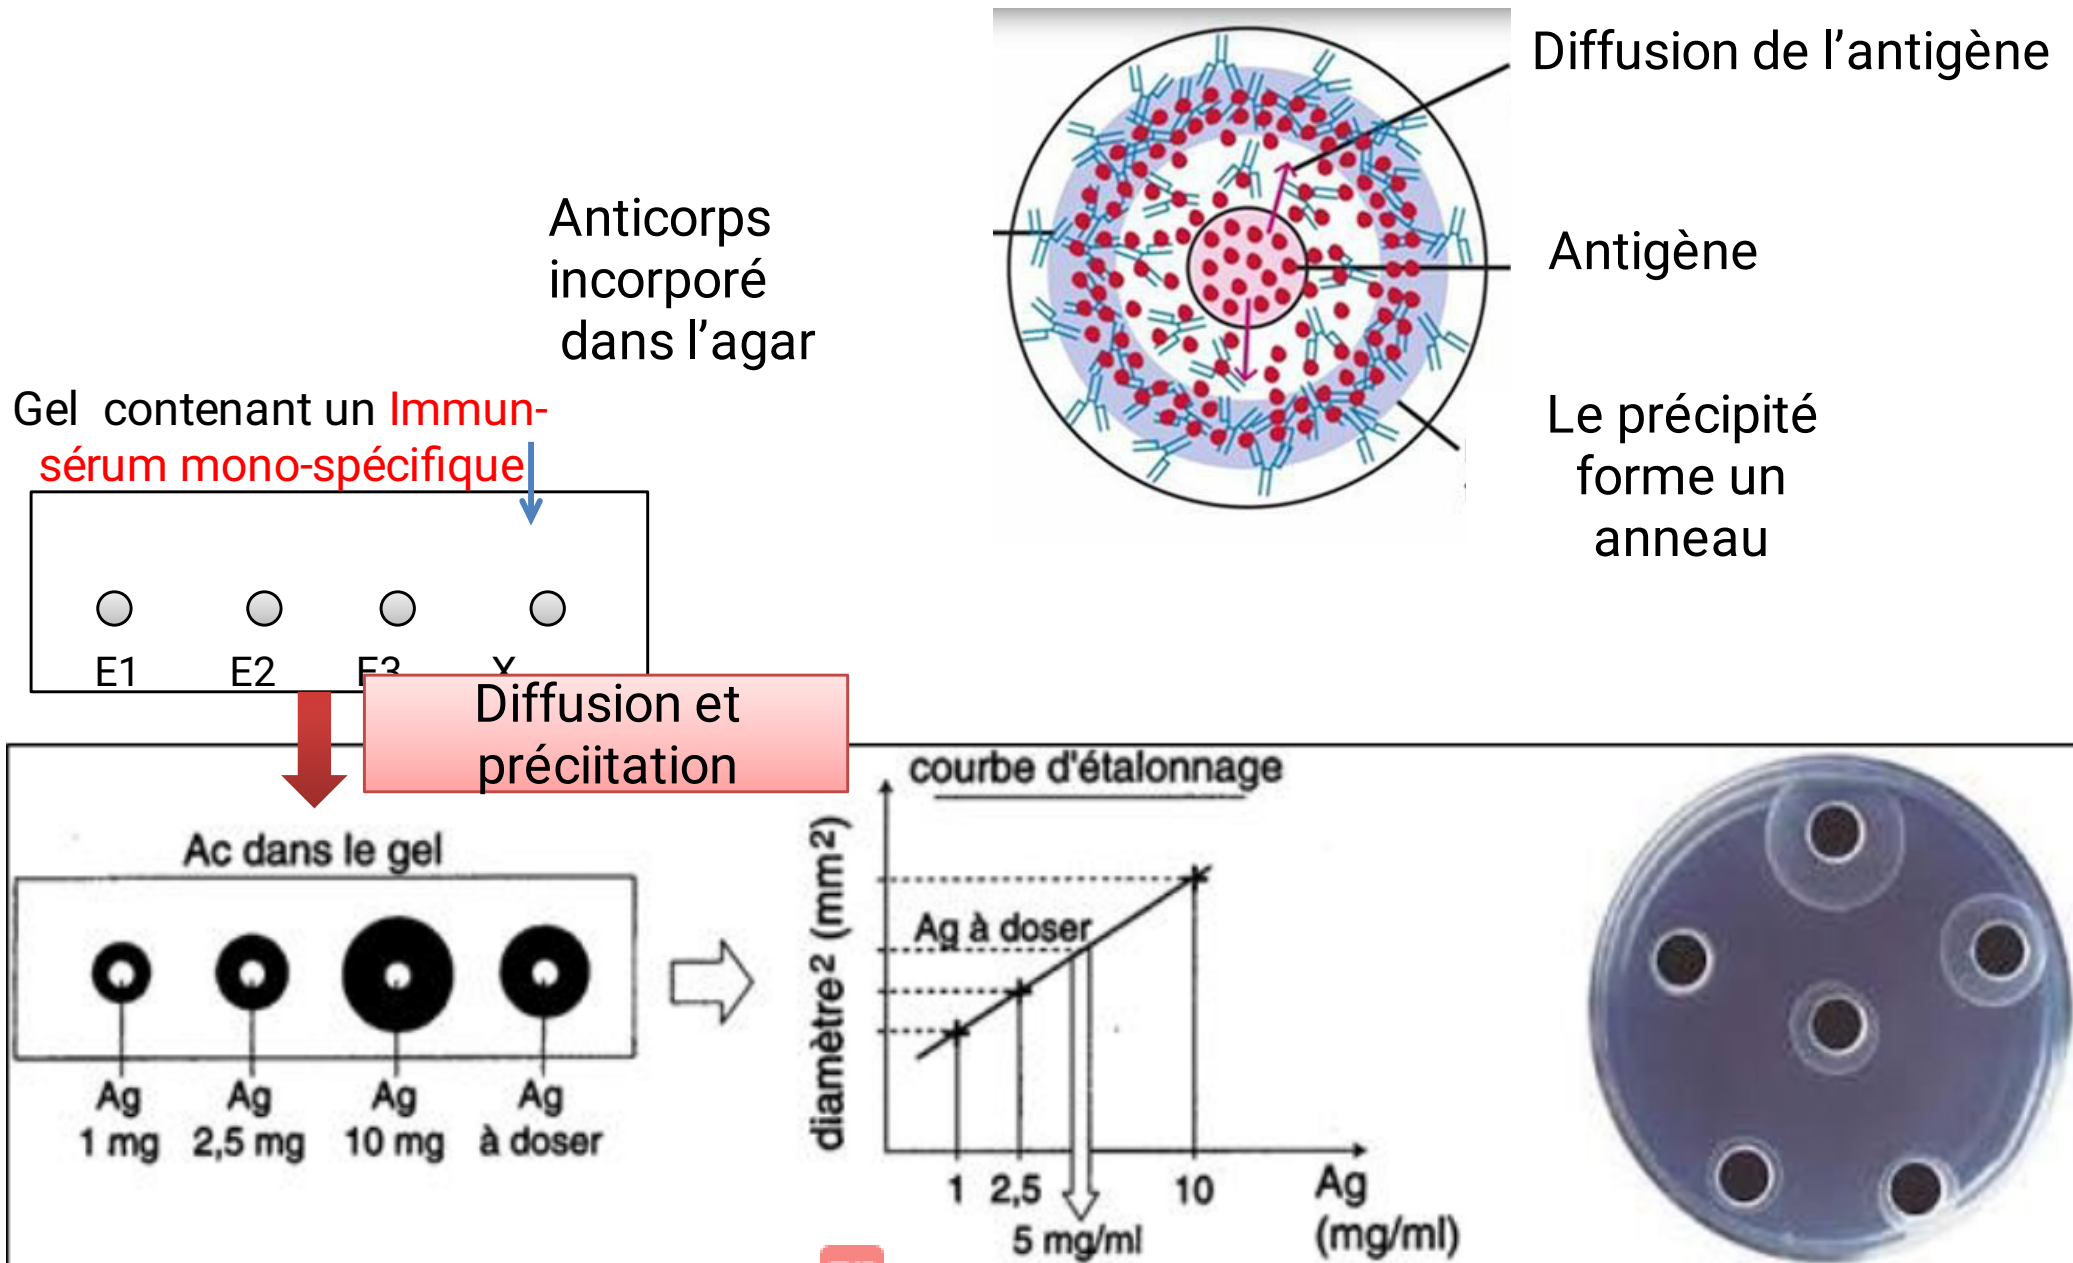 Diffusion de l’antigène
Anticorps
incorporé
dans l’agar
Antigène
Gel contenant un Immun-
sérum mono-spécifique
Le précipité
forme un
anneau
E1 E2 E3 X
Diffusion et
préciitation
Ac dans le gel
Ag Ag Ag Ag
1 mg 2,5 mg 10 mg à doser
courbe d'étalonnage
diamètre² (mm²)
Ag à doser
1 2,5 10 Ag
5 mg/ml (mg/ml)